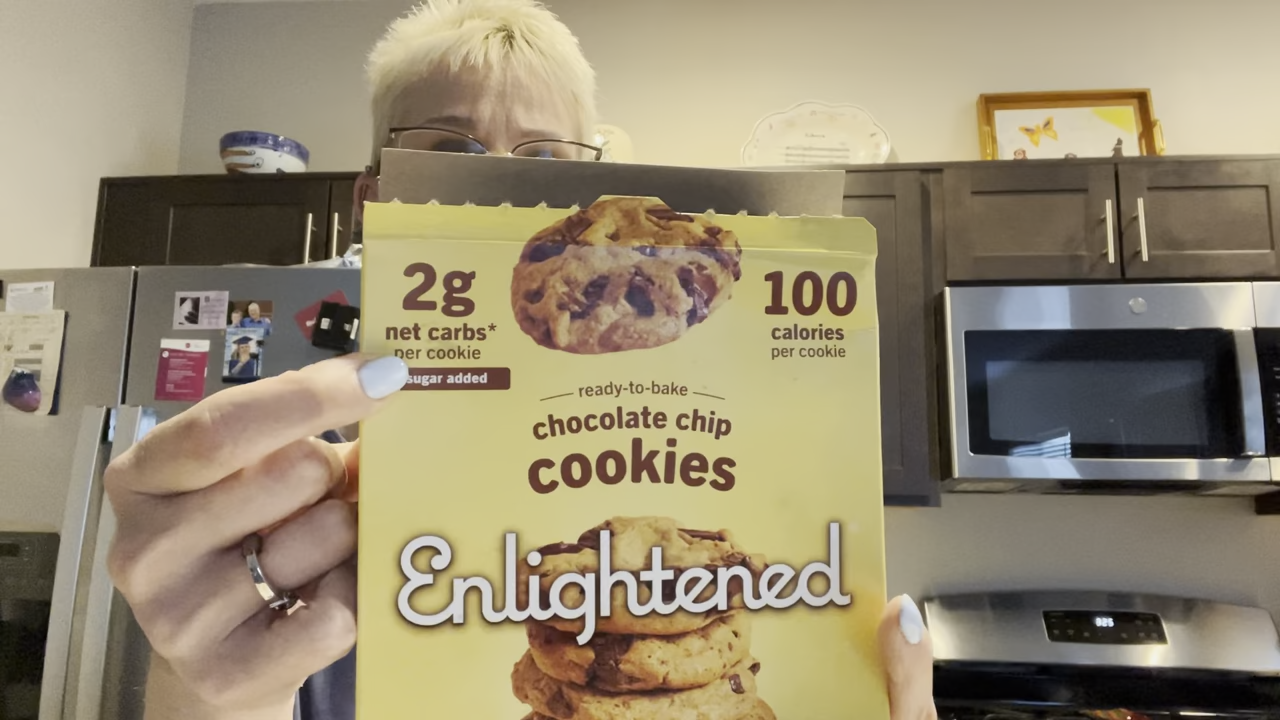 2g
net carbs*
per cookie
sugar added
100
calories
per cookie
ready-to-bake
chocolate chip
cookies
Enlightened